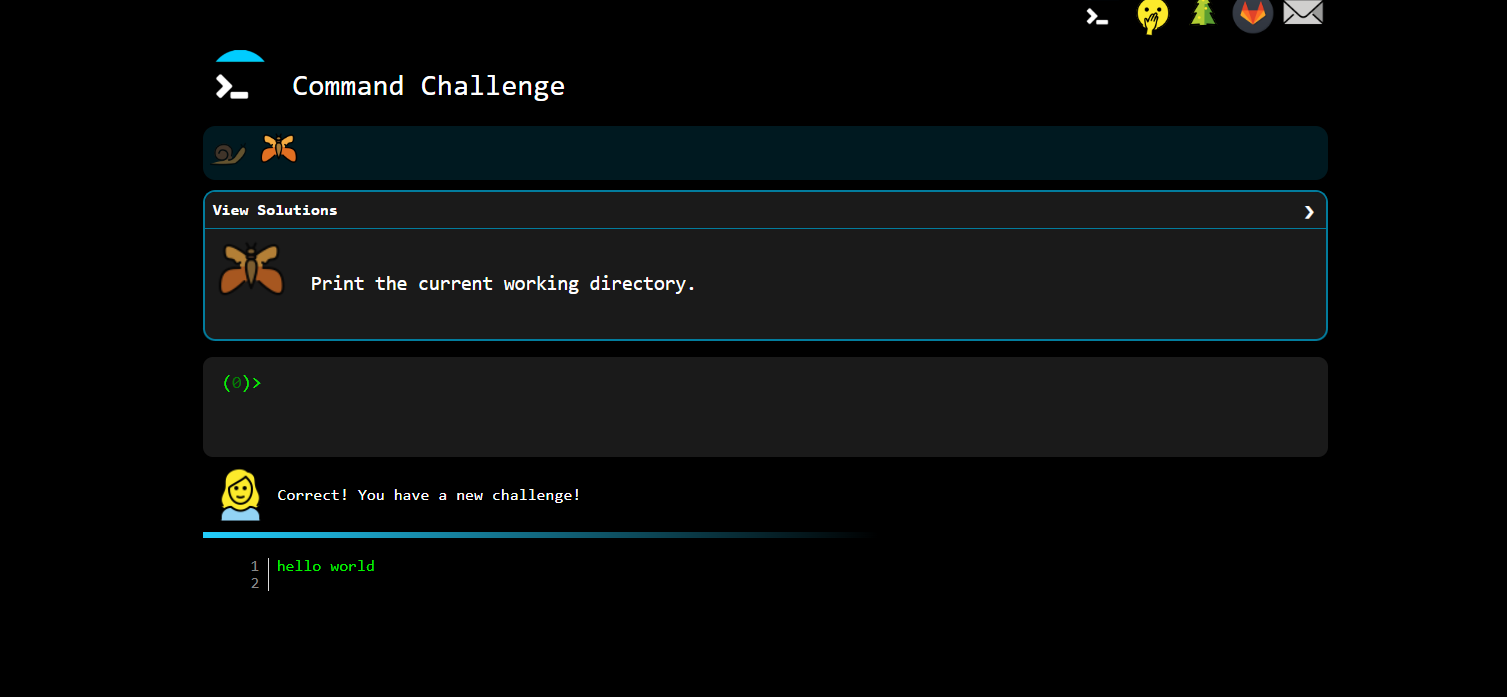 Command Challenge
View Solutions
Print the current working directory.
(0)>
Correct! You have a new challenge!
1 hello world
2